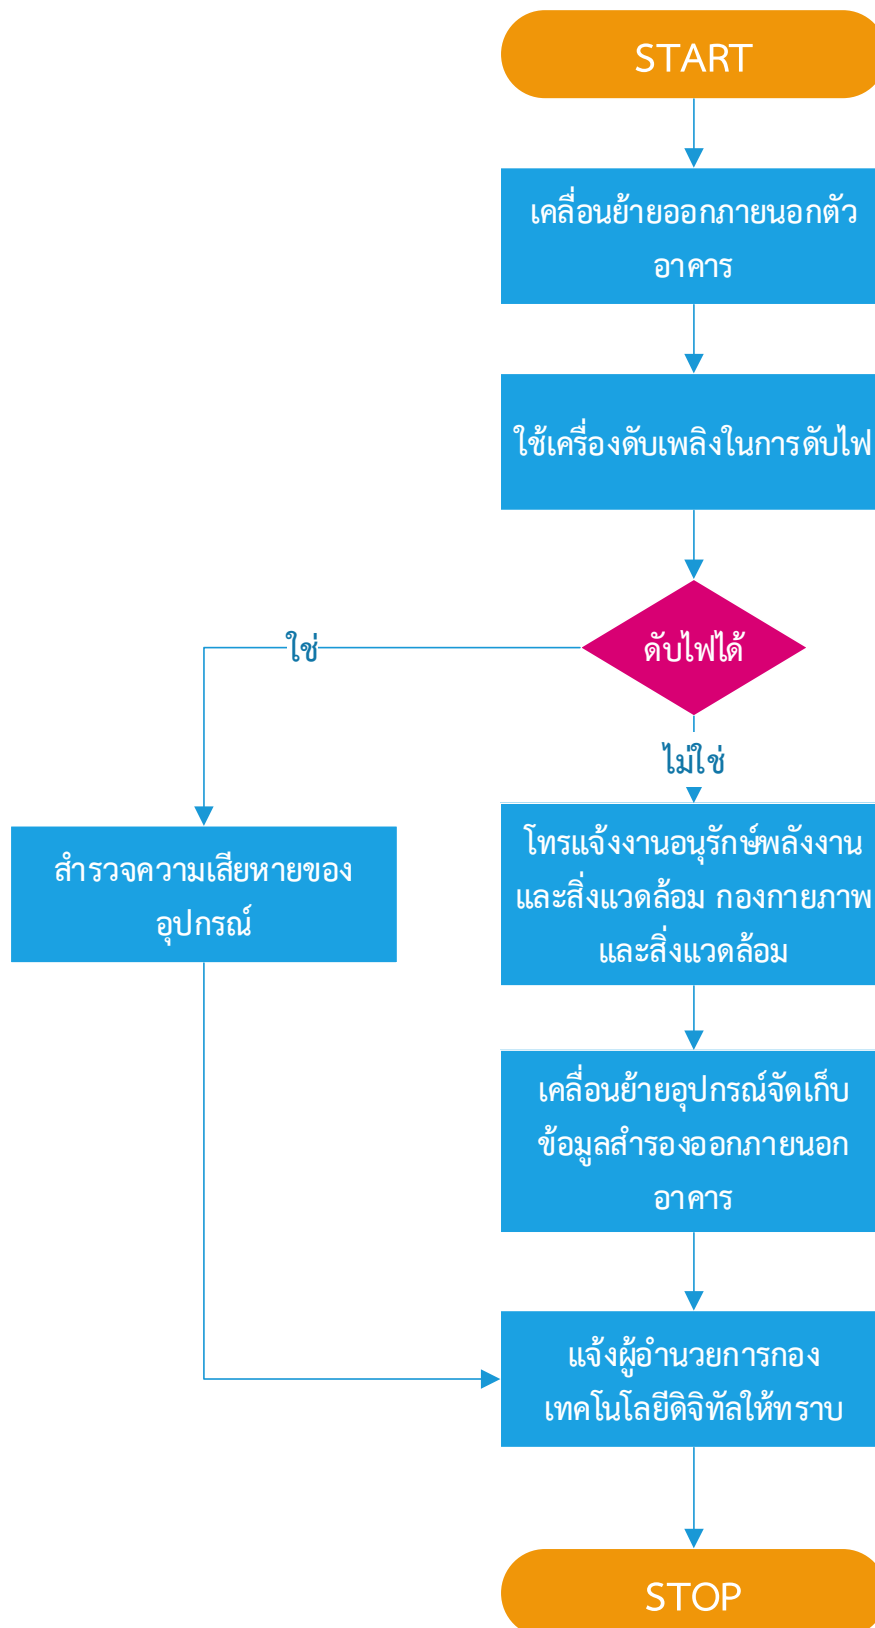 START
เคลื่อนย้ายออกภายนอกตัว
อาคาร
ใช้เครื่องดับเพลิงในการดับไฟ
ดับไฟได้
ใช่
ไม่ใช่
สำรวจความเสียหายของ
อุปกรณ์
โทรแจ้งงานอนุรักษ์พลังงาน
และสิ่งแวดล้อม กองกายภาพ
และสิ่งแวดล้อม
เคลื่อนย้ายอุปกรณ์จัดเก็บ
ข้อมูลสำรองออกภายนอก
อาคาร
แจ้งผู้อำนวยการกอง
เทคโนโลยีดิจิทัลให้ทราบ
STOP